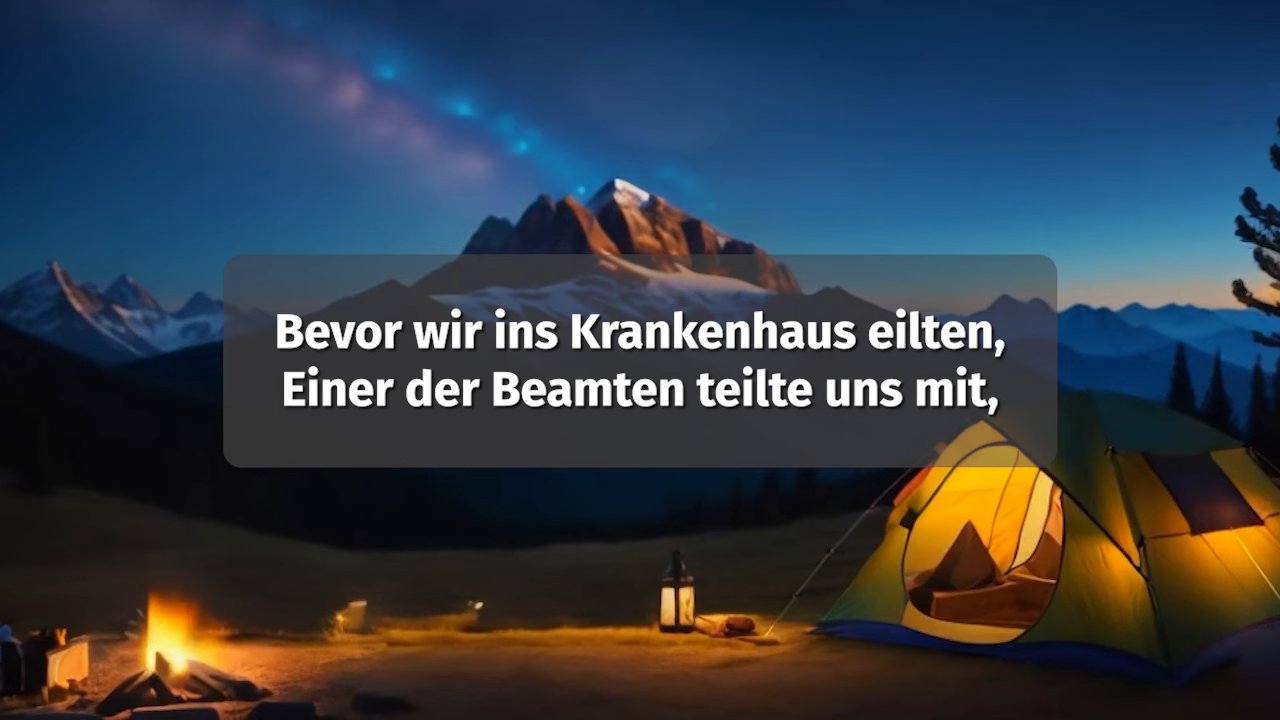 Bevor wir ins Krankenhaus eilten,
Einer der Beamten teilte uns mit,